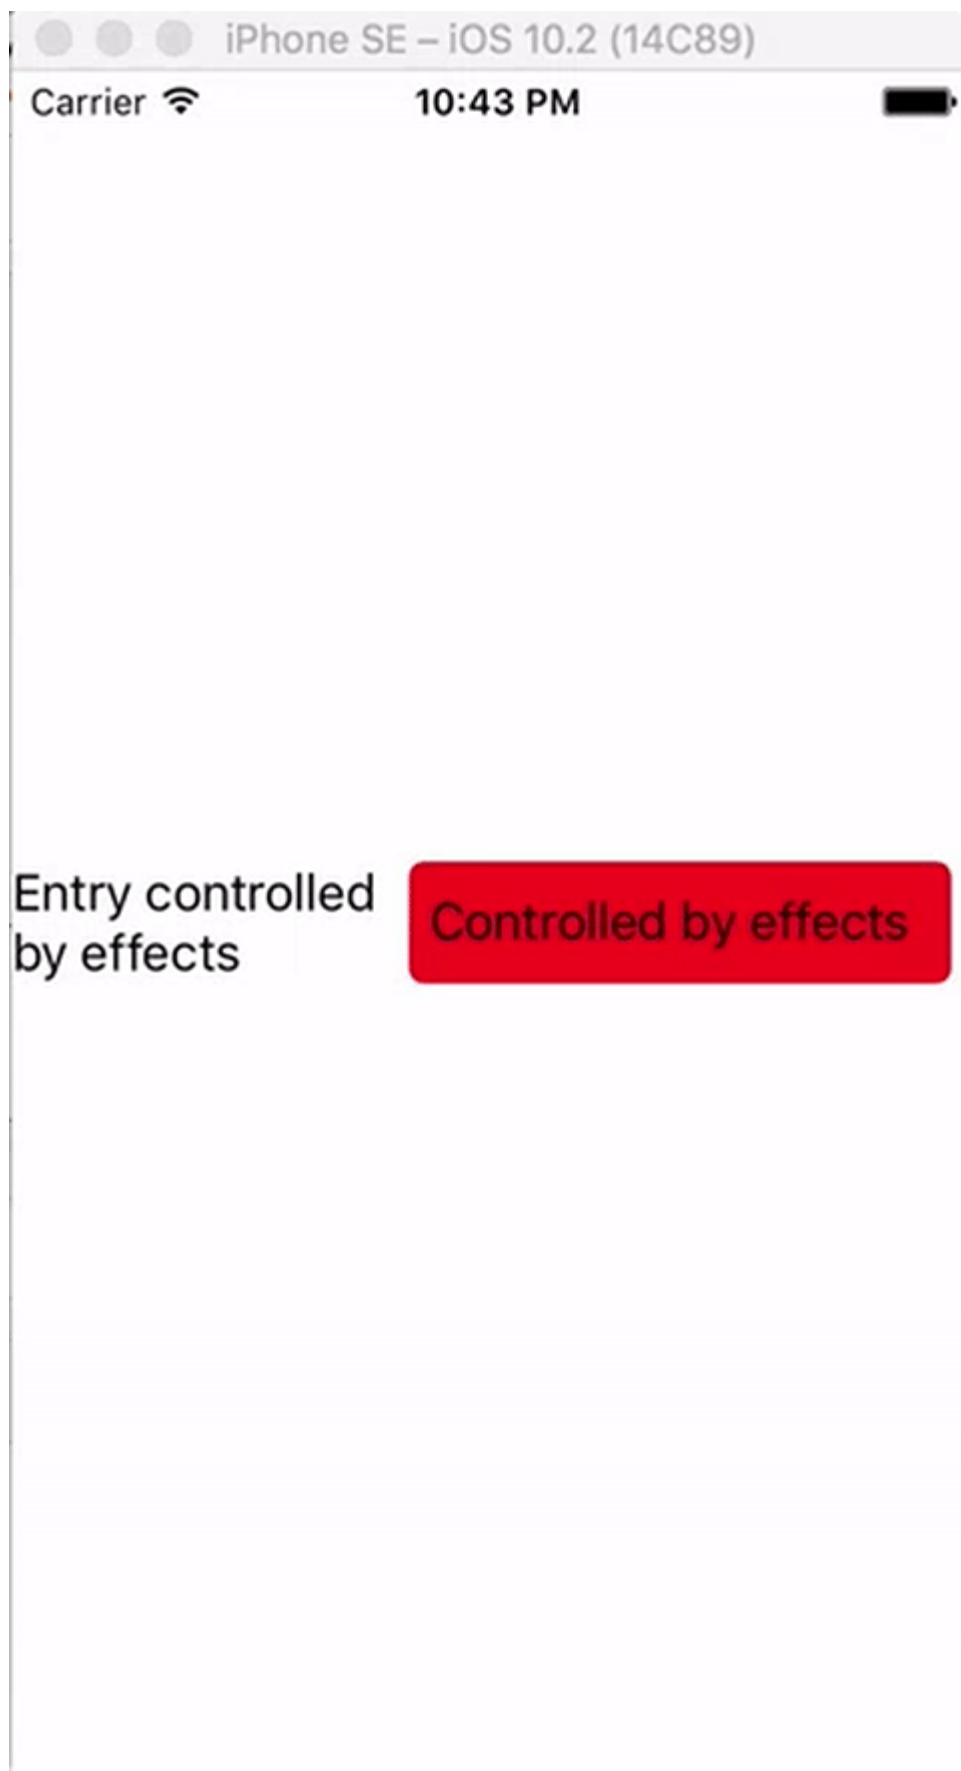 iPhone SE – iOS 10.2 (14C89)
Carrier 10:43 PM
Entry controlled
by effects
Controlled by effects